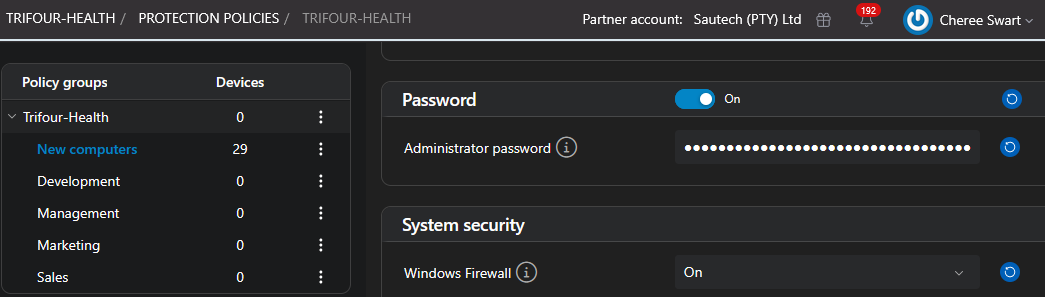 TRIFOUR-HEALTH / PROTECTION POLICIES / TRIFOUR-HEALTH Partner account: Sautech (PTY) Ltd 192 Cheree Swart
Policy groups Devices
Trifour-Health 0
New computers 29
Development 0
Management 0
Marketing 0
Sales 0
Password On
Administrator password ••••••••••••••••••••••••••••••••••
System security
Windows Firewall On